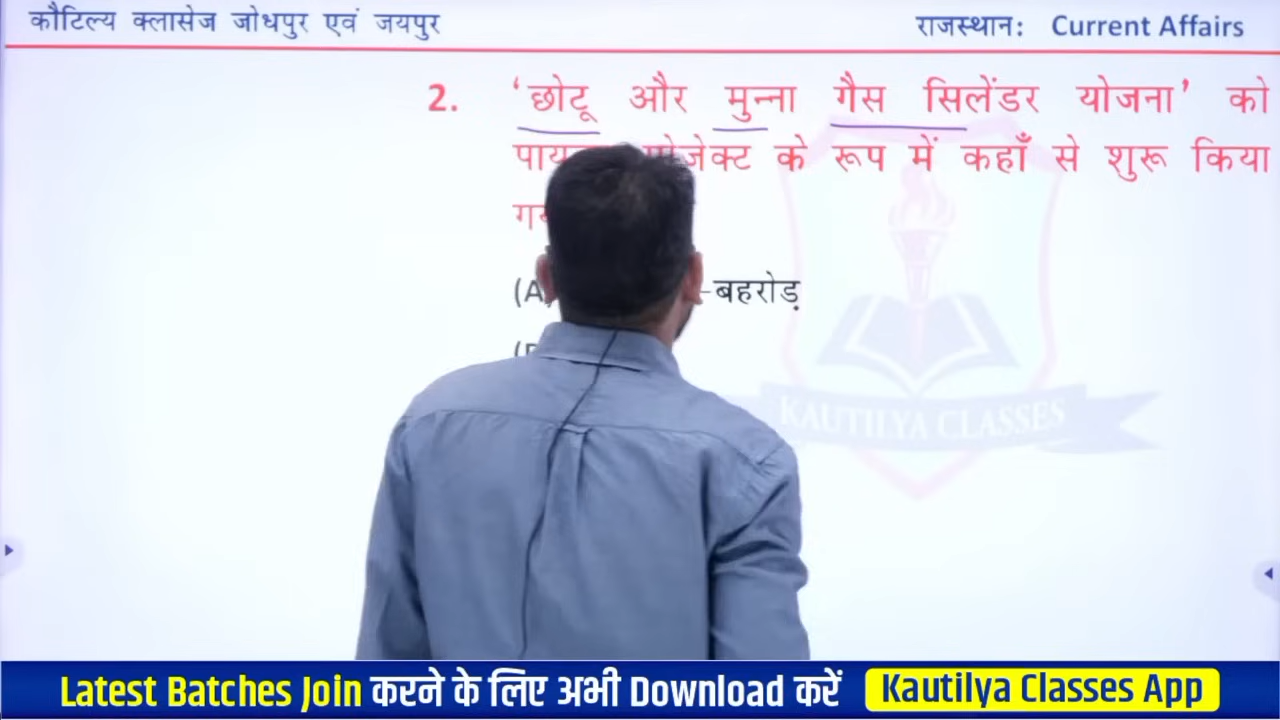 कौटिल्य क्लासेज जोधपुर एवं जयपुर
राजस्थान: Current Affairs
2. ‘छोटू और मुन्ना गैस सिलेंडर योजना’ को
के रूप में कहाँ से शुरू किया
(A
-बहरोड़
KAUTILYA CLASSES
Latest Batches Join करने के लिए अभी Download करें Kautilya Classes App